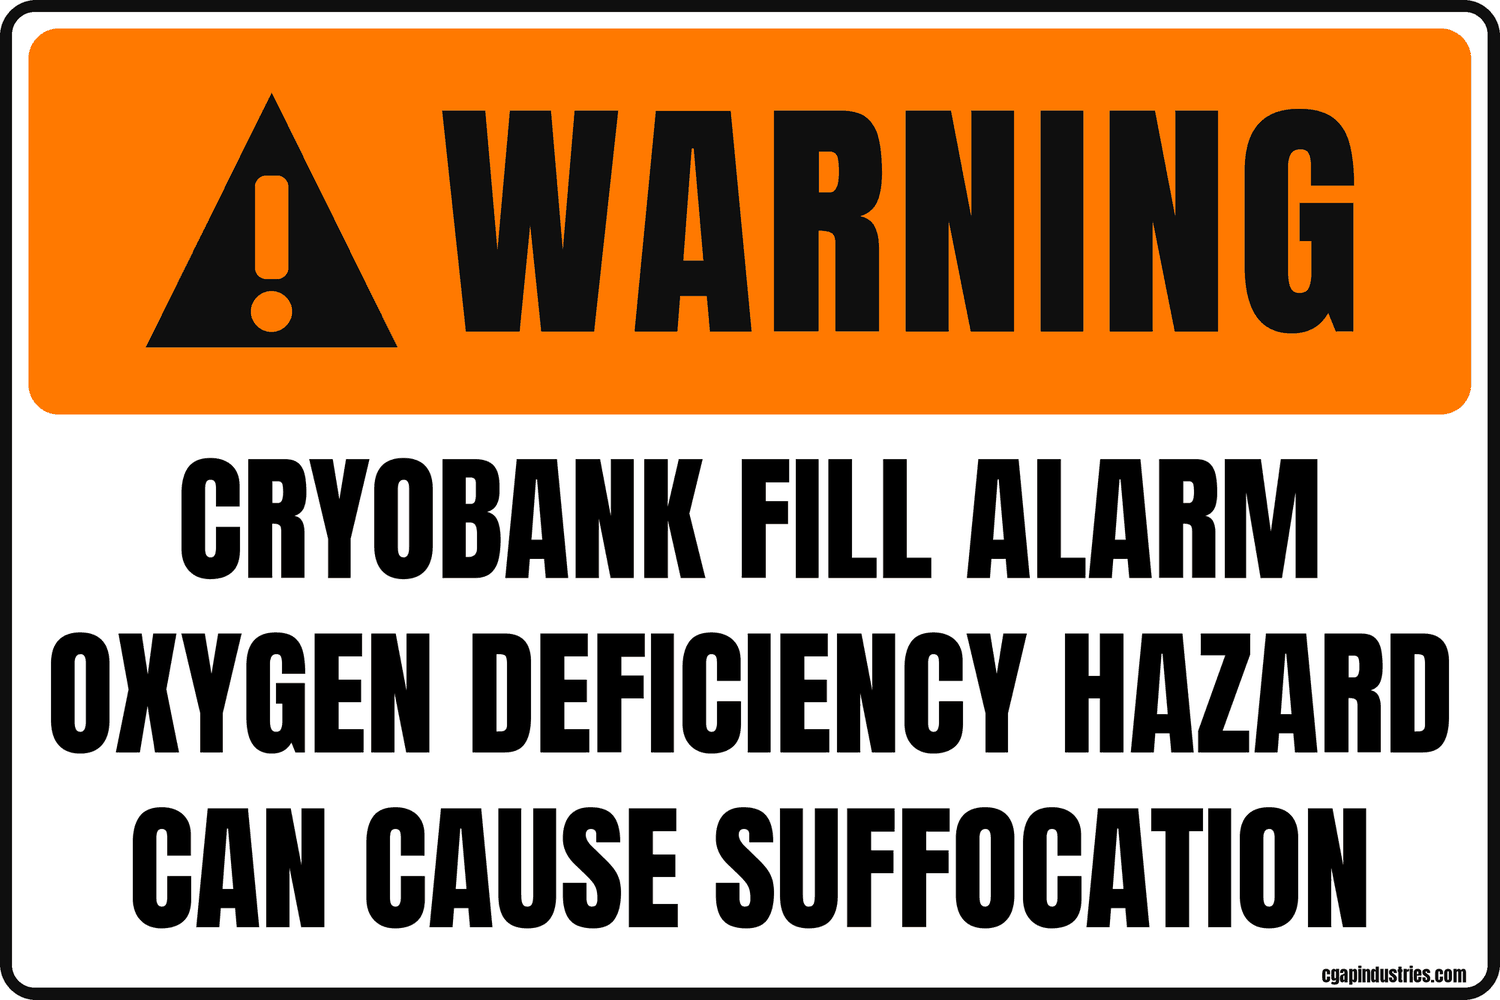 WARNING
CRYOBANK FILL ALARM
OXYGEN DEFICIENCY HAZARD
CAN CAUSE SUFFOCATION
cgapindustries.com